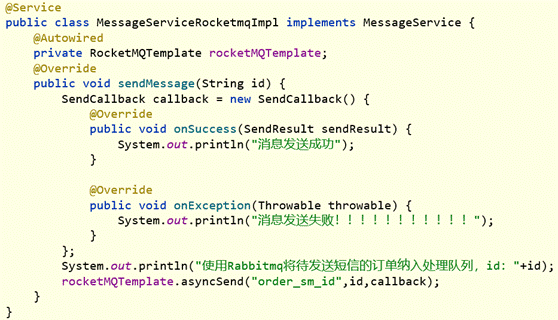 @Service
public class MessageServiceRocketmqImpl implements MessageService {
    @Autowired
    private RocketMQTemplate rocketMQTemplate;
    @Override
    public void sendMessage(String id) {
        SendCallback callback = new SendCallback() {
            @Override
            public void onSuccess(SendResult sendResult) {
                System.out.println("消息发送成功");
            }

            @Override
            public void onException(Throwable throwable) {
                System.out.println("消息发送失败！！！！！！！！！！！");
            }
        };
        System.out.println("使用Rabbitmq将待发送短信的订单纳入处理队列，id: "+id);
        rocketMQTemplate.asyncSend("order_sm_id",id,callback);
    }
}